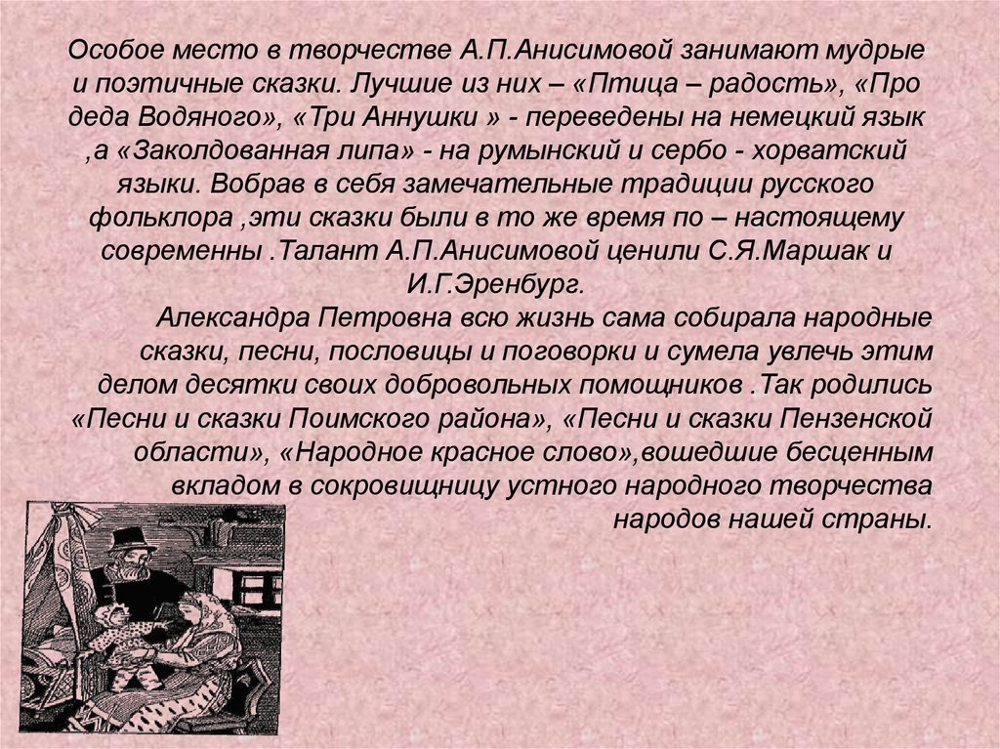 Особое место в творчестве А.П.Анисимовой занимают мудрые
и поэтичные сказки. Лучшие из них – «Птица – радость», «Про
деда Водяного», «Три Аннушки » - переведены на немецкий язык
,а «Заколдованная липа» - на румынский и сербо - хорватский
языки. Вобрав в себя замечательные традиции русского
фольклора ,эти сказки были в то же время по – настоящему
современны .Талант А.П.Анисимовой ценили С.Я.Маршак и
И.Г.Эренбург.
Александра Петровна всю жизнь сама собирала народные
сказки, песни, пословицы и поговорки и сумела увлечь этим
делом десятки своих добровольных помощников .Так родились
«Песни и сказки Поимского района», «Песни и сказки Пензенской
области», «Народное красное слово»,вошедшие бесценным
вкладом в сокровищницу устного народного творчества
народов нашей страны.